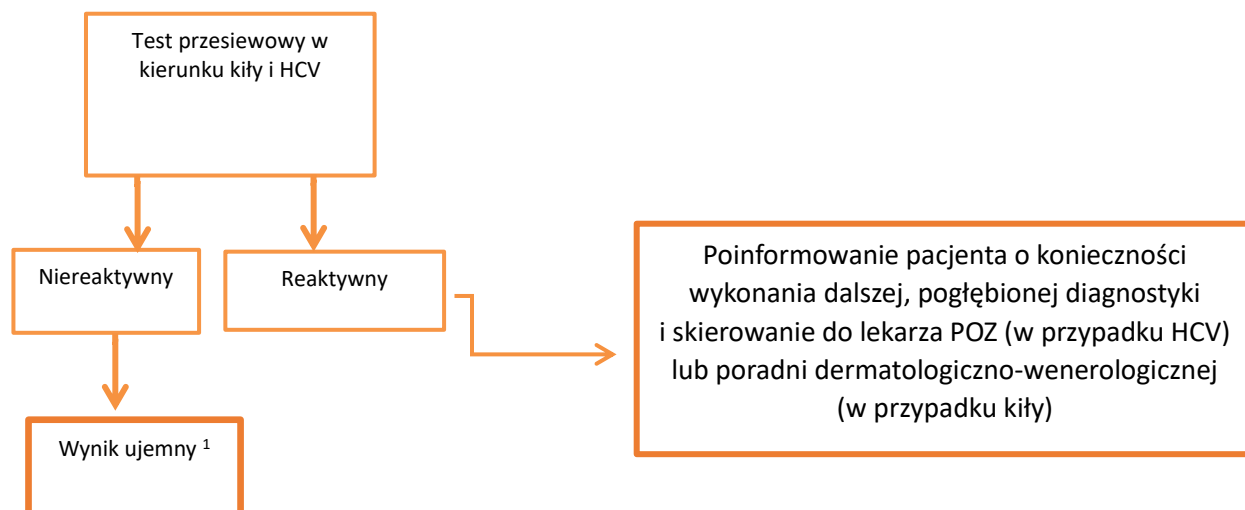 Test przesiewowy w
kierunku kiły i HCV
Niereaktywny
Reaktywny
Poinformowanie pacjenta o konieczności
wykonania dalszej, pogłębionej diagnostyki
i skierowanie do lekarza POZ (w przypadku HCV)
lub poradni dermatologiczno-wenerologicznej
(w przypadku kiły)
Wynik ujemny ¹